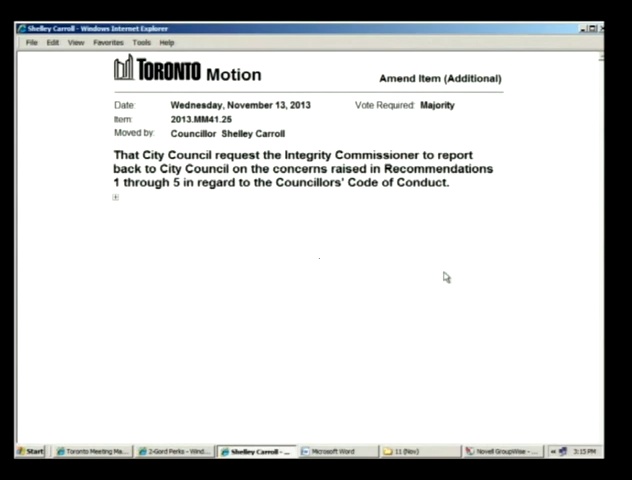 Shelley Carroll - Windows Internet Explorer
File Edit View Favorites Tools Help
TORONTO Motion
Amend Item (Additional)
Date: Wednesday, November 13, 2013 Vote Required: Majority
Item: 2013.MM41.25
Moved by: Councillor Shelley Carroll
That City Council request the Integrity Commissioner to report
back to City Council on the concerns raised in Recommendations
1 through 5 in regard to the Councillors' Code of Conduct.
Start Toronto Meeting Ma... 2-Gord Perks - Wind... Shelley Carroll - ... Microsoft Word 11 (Nov) Novell GroupWise - ... 3:15 PM